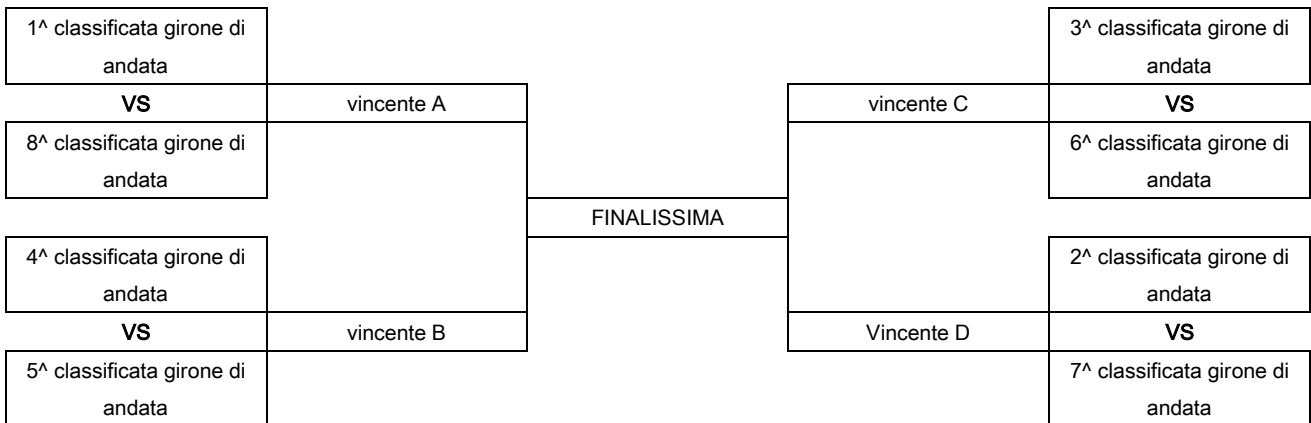 1^ classificata girone di
andata
VS
8^ classificata girone di
andata
vincente A
4^ classificata girone di
andata
VS
5^ classificata girone di
andata
vincente B
FINALISSIMA
vincente C
3^ classificata girone di
andata
VS
6^ classificata girone di
andata
Vincente D
2^ classificata girone di
andata
VS
7^ classificata girone di
andata